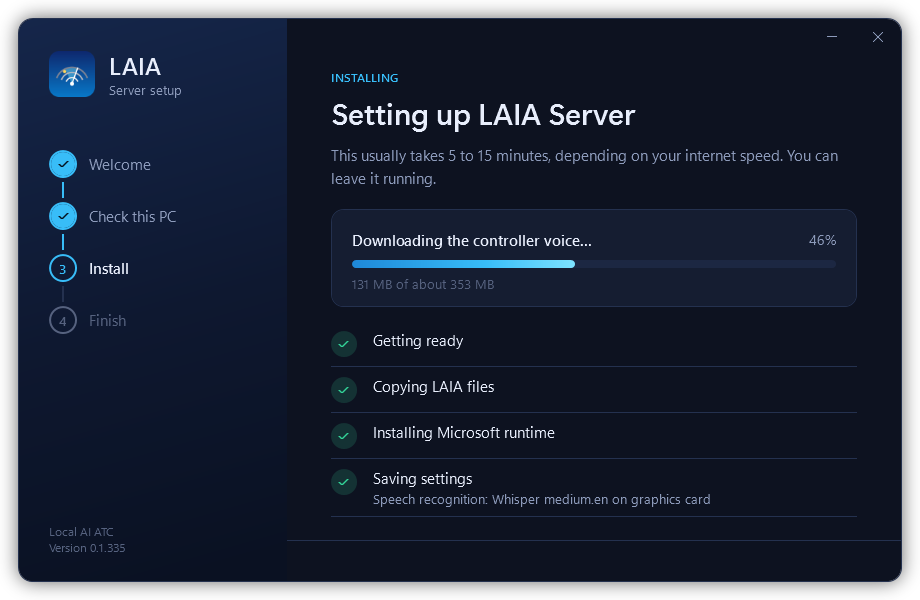 LAIA
Server setup
Welcome
Check this PC
3
Install
4
Finish
Local AI ATC
Version 0.1.335
INSTALLING
Setting up LAIA Server
This usually takes 5 to 15 minutes, depending on your internet speed. You can
leave it running.
Downloading the controller voice... 46%
131 MB of about 353 MB
Getting ready
Copying LAIA files
Installing Microsoft runtime
Saving settings
Speech recognition: Whisper medium.en on graphics card